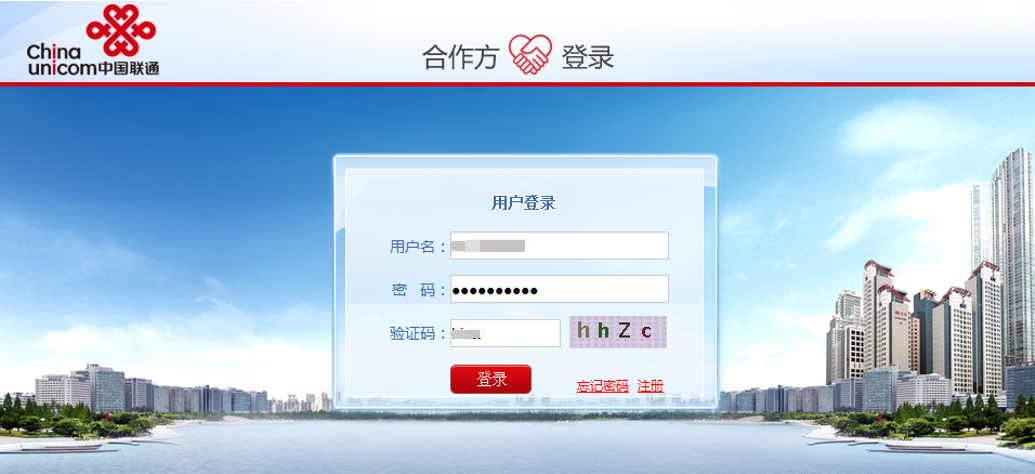 China
unicom中国联通
合作方 登录
用户登录
用户名：
密 码：
●●●●●●●●●●
验证码：
hhZc
登录
忘记密码 注册